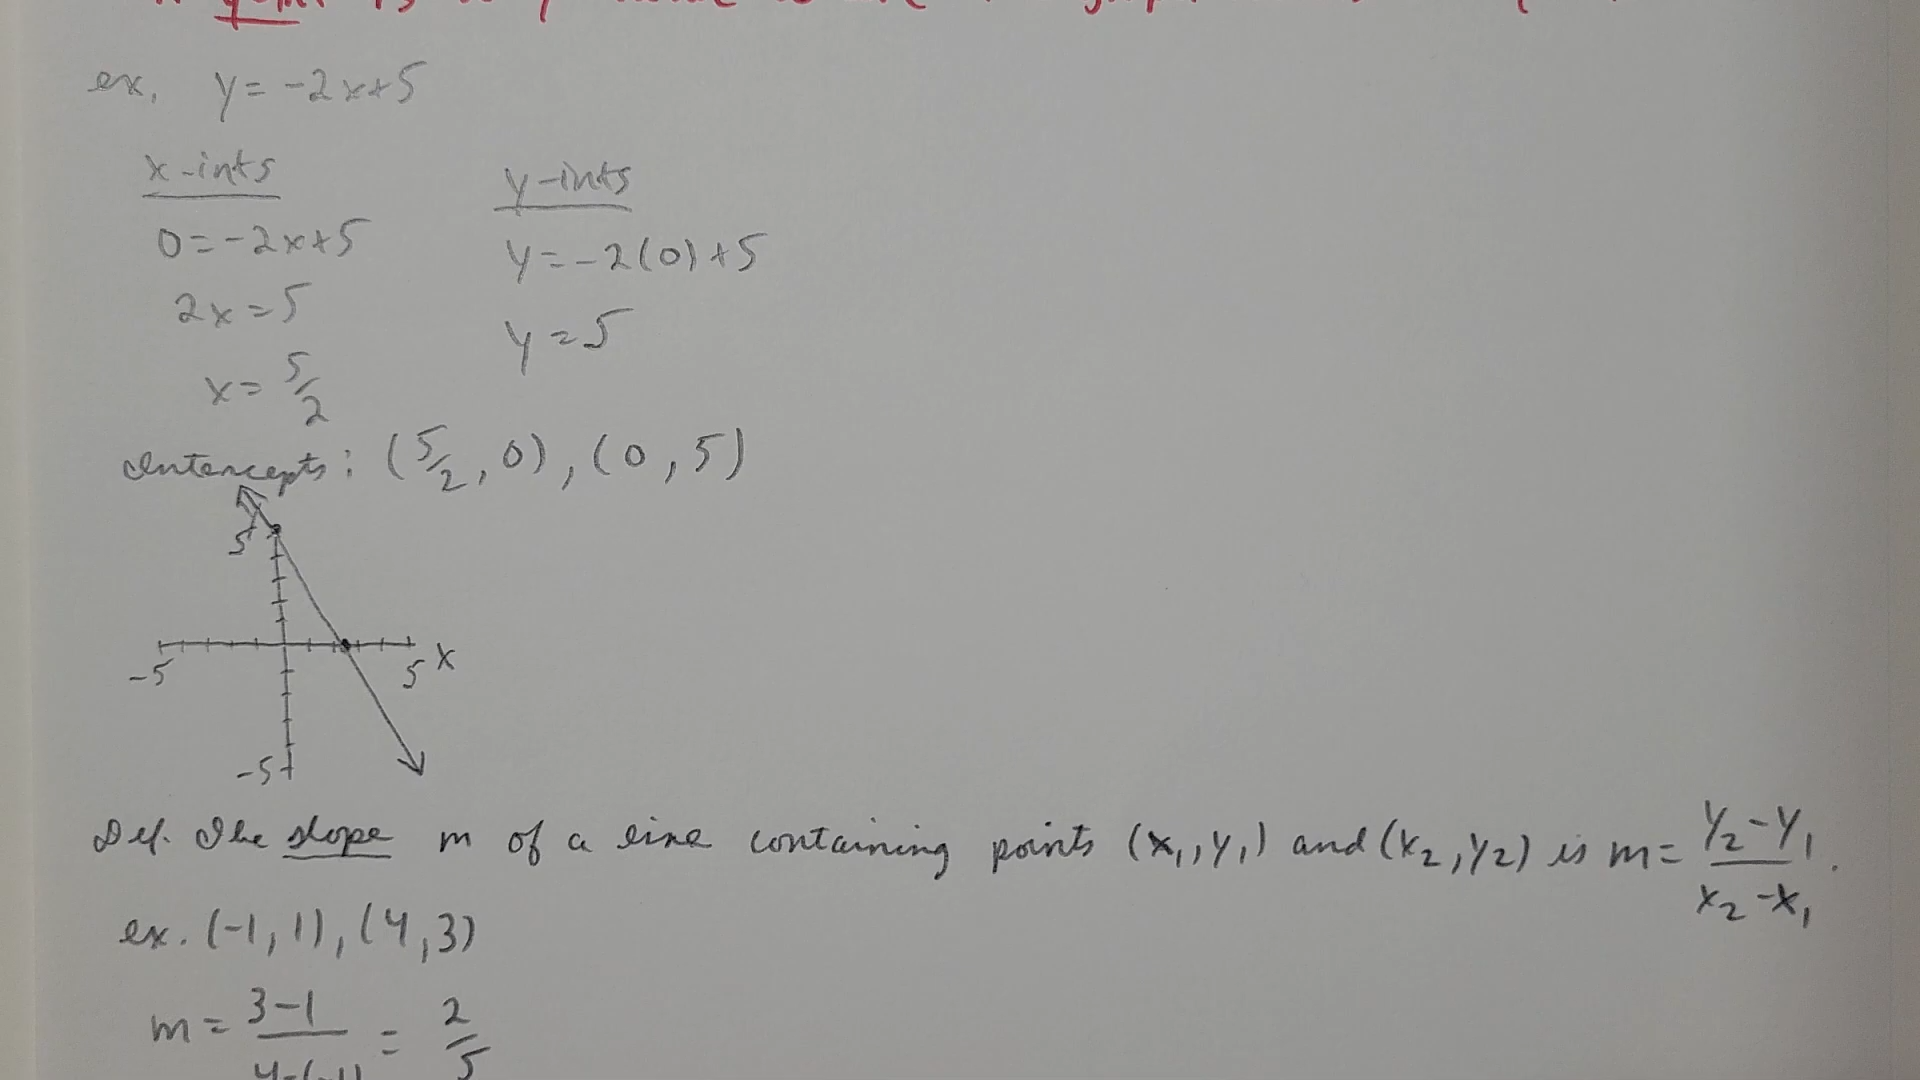 ex. y=-2x+5
x-ints
0=-2x+5
2x=5
x=5/2
y-ints
y=-2(0)+5
y=5
Intercepts: (5/2,0),(0,5)
y
5
-5
5 x
-5
Def. The slope m of a line containing points (x₁,y₁) and (x₂,y₂) is m= y₂-y₁ / x₂-x₁.
ex. (-1,1),(4,3)
m= 3-1 / 4-(-1) = 2/5